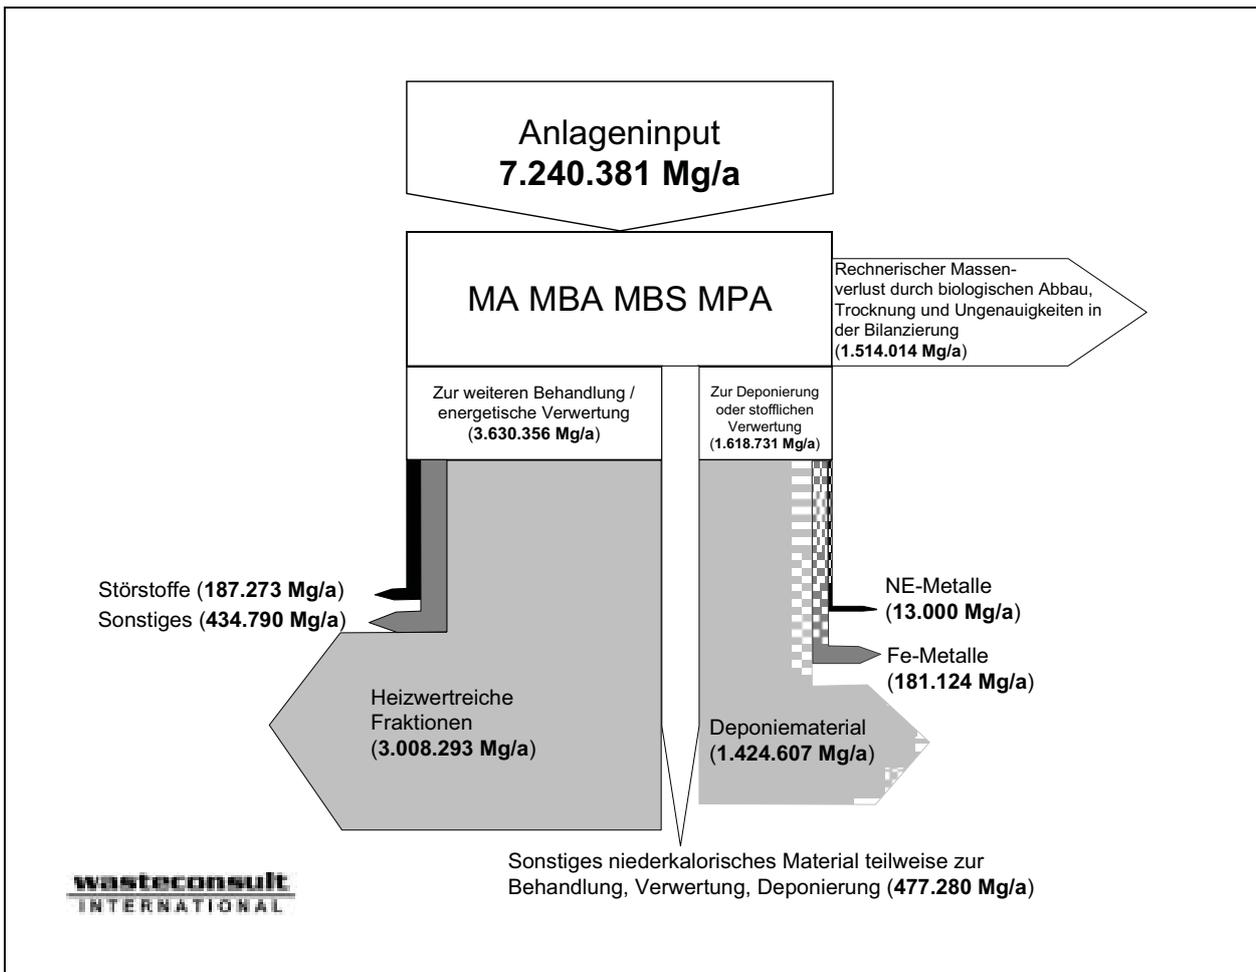 Anlageninput
7.240.381 Mg/a
MA MBA MBS MPA
Rechnerischer Massen-
verlust durch biologischen Abbau,
Trocknung und Ungenauigkeiten in
der Bilanzierung
(1.514.014 Mg/a)
Zur weiteren Behandlung /
energetische Verwertung
(3.630.356 Mg/a)
Zur Deponierung
oder stofflichen
Verwertung
(1.618.731 Mg/a)
Störstoffe (187.273 Mg/a)
Sonstiges (434.790 Mg/a)
NE-Metalle
(13.000 Mg/a)
Fe-Metalle
(181.124 Mg/a)
Heizwertreiche
Fraktionen
(3.008.293 Mg/a)
Deponiematerial
(1.424.607 Mg/a)
Sonstiges niederkalorisches Material teilweise zur
Behandlung, Verwertung, Deponierung (477.280 Mg/a)
wasteconsult
INTERNATIONAL